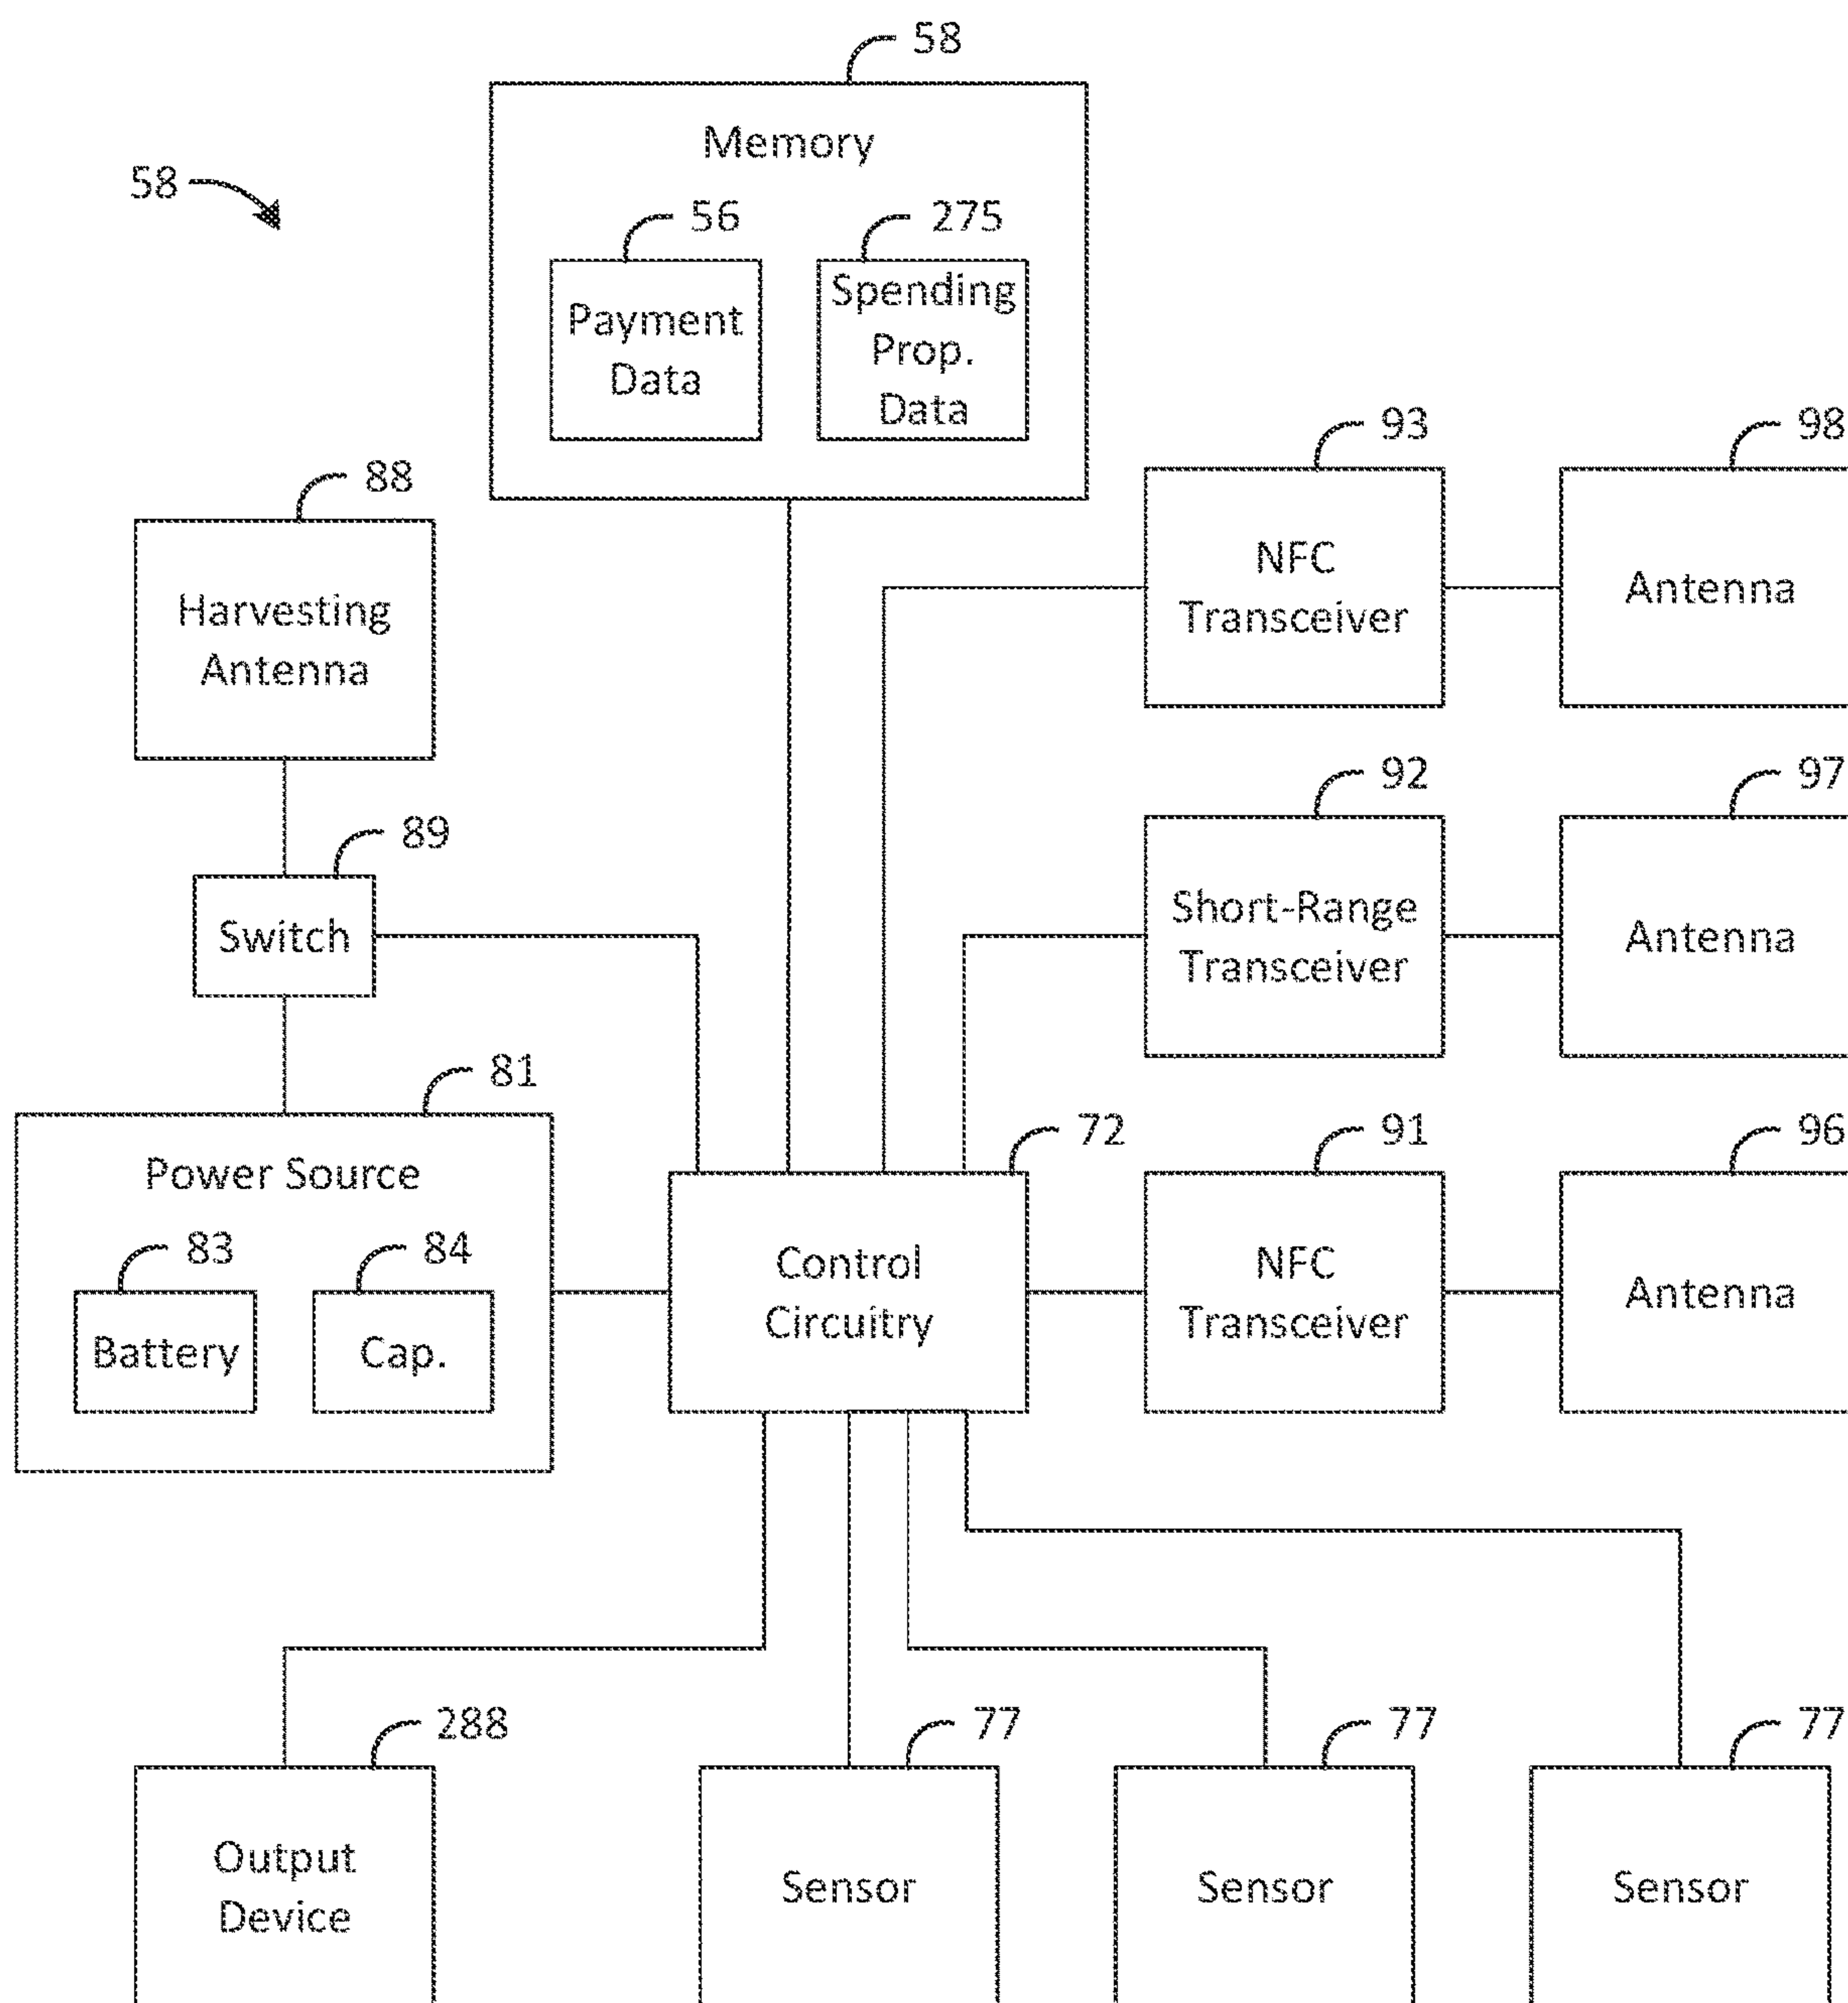 58
Memory
58
56
275
Payment
Data
Spending
Prop.
Data
93
98
88
NFC
Transceiver
Antenna
Harvesting
Antenna
92
97
89
Short-Range
Transceiver
Antenna
Switch
81
72
91
96
Power Source
83
84
Battery
Cap.
Control
Circuitry
NFC
Transceiver
Antenna
288
77
77
77
Output
Device
Sensor
Sensor
Sensor